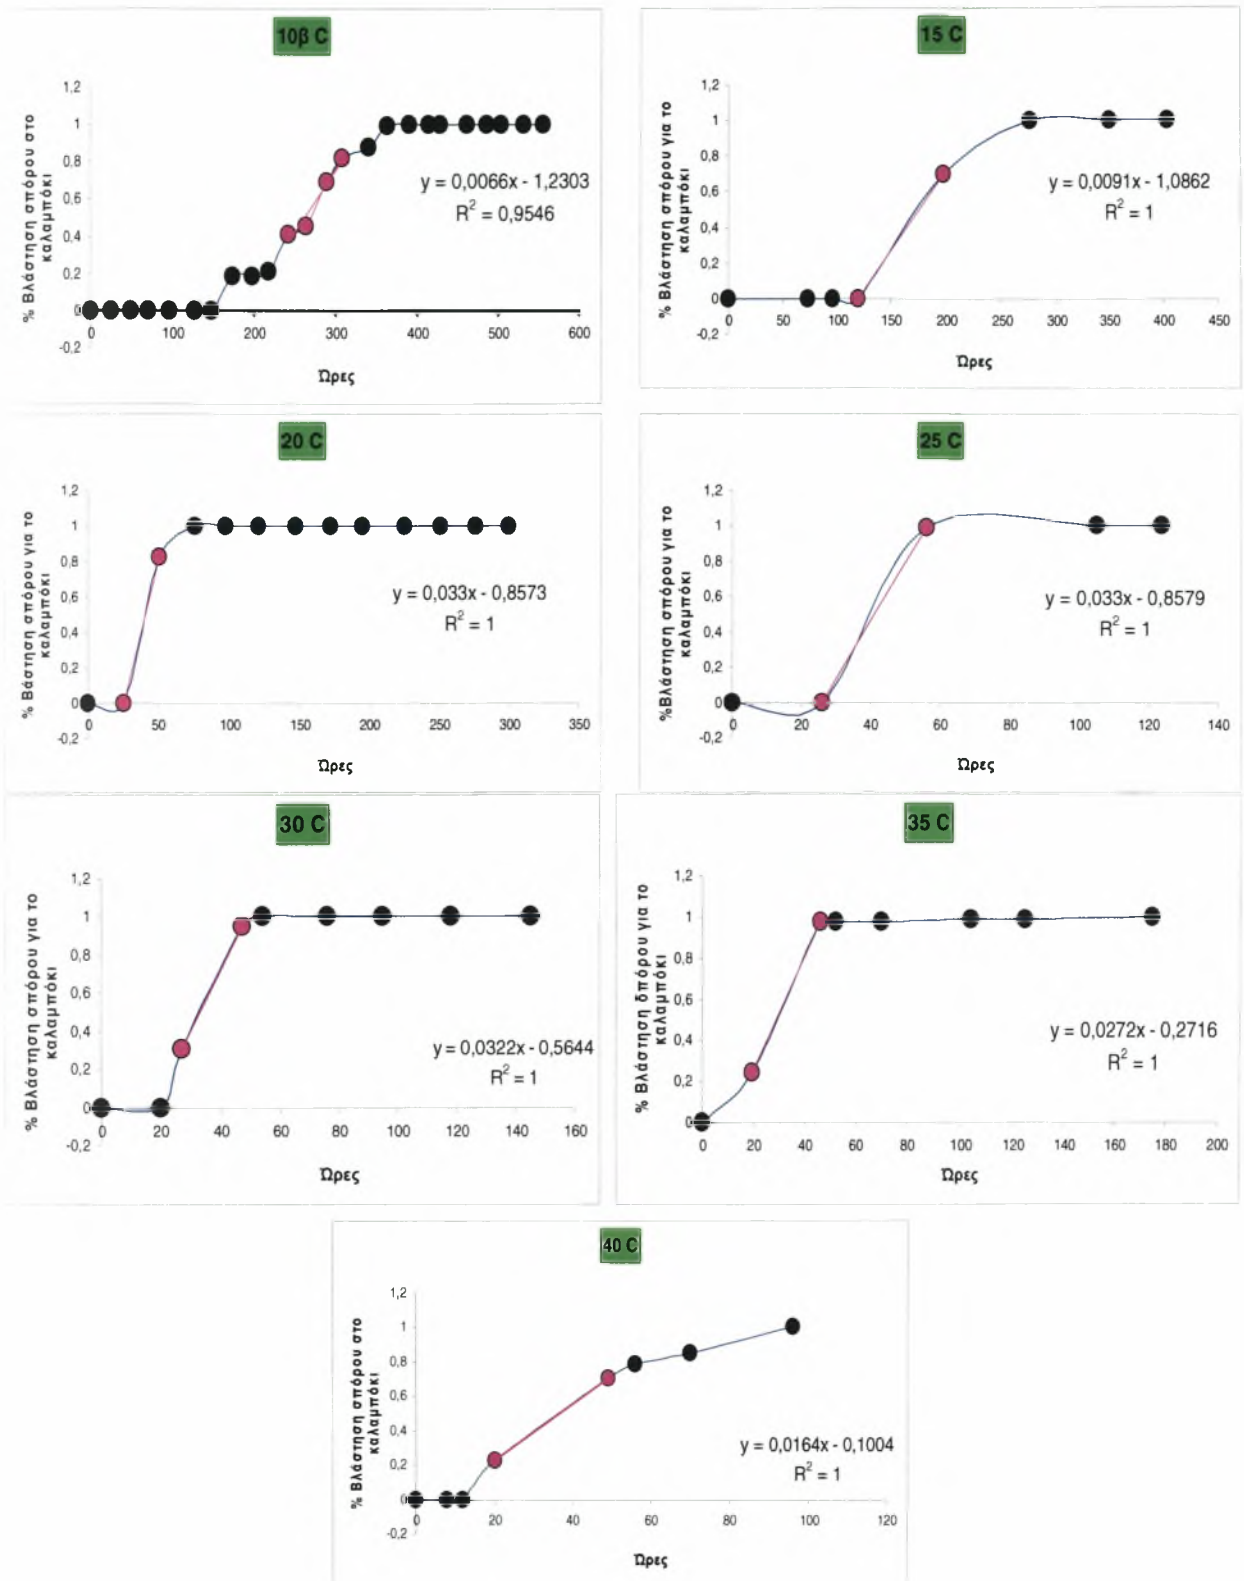 10β C
% Βλάστηση σπόρου στο
καλαμπόκι
1,2
1
0,8
0,6
0,4
0,2
0
-0,2
0 100 200 300 400 500 600
y = 0,0066x - 1,2303
R² = 0,9546
Ώρες
15 C
% Βλάστηση σπόρου για το
καλαμπόκι
1,2
1
0,8
0,6
0,4
0,2
0
-0,2
0 50 100 150 200 250 300 350 400 450
y = 0,0091x - 1,0862
R² = 1
Ώρες
20 C
% Βάστηση σπόρου για το
καλαμπόκι
1,2
1
0,8
0,6
0,4
0,2
0
-0,2
0 50 100 150 200 250 300 350
y = 0,033x - 0,8573
R² = 1
Ώρες
25 C
%Βλάστηση σπόρου για το
καλαμπόκι
1,2
1
0,8
0,6
0,4
0,2
0
-0,2
0 20 40 60 80 100 120 140
y = 0,033x - 0,8579
R² = 1
Ώρες
30 C
% Βλάστηση σπόρου για το
καλαμπόκι
1,2
1
0,8
0,6
0,4
0,2
0
-0,2
0 20 40 60 80 100 120 140 160
y = 0,0322x - 0,5644
R² = 1
Ώρες
35 C
% Βλάστηση δπόρου για το
καλαμπόκι
1,2
1
0,8
0,6
0,4
0,2
0
0 20 40 60 80 100 120 140 160 180 200
y = 0,0272x - 0,2716
R² = 1
Ώρες
40 C
% Βλάστηση σπόρου στο
καλαμπόκι
1,2
1
0,8
0,6
0,4
0,2
0
-0,2
0 20 40 60 80 100 120
y = 0,0164x - 0,1004
R² = 1
Ώρες